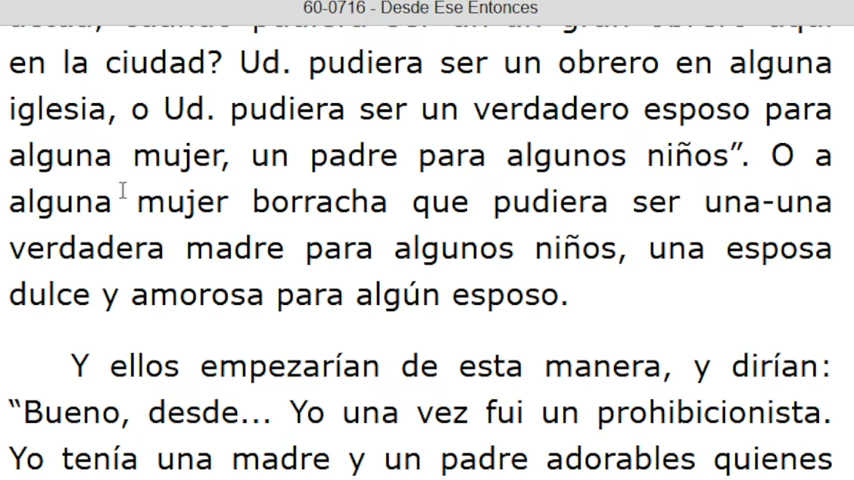 60-0716 - Desde Ese Entonces
en la ciudad? Ud. pudiera ser un obrero en alguna
iglesia, o Ud. pudiera ser un verdadero esposo para
alguna mujer, un padre para algunos niños”. O a
alguna mujer borracha que pudiera ser una-una
verdadera madre para algunos niños, una esposa
dulce y amorosa para algún esposo.
Y ellos empezarían de esta manera, y dirían:
“Bueno, desde... Yo una vez fui un prohibicionista.
Yo tenía una madre y un padre adorables quienes